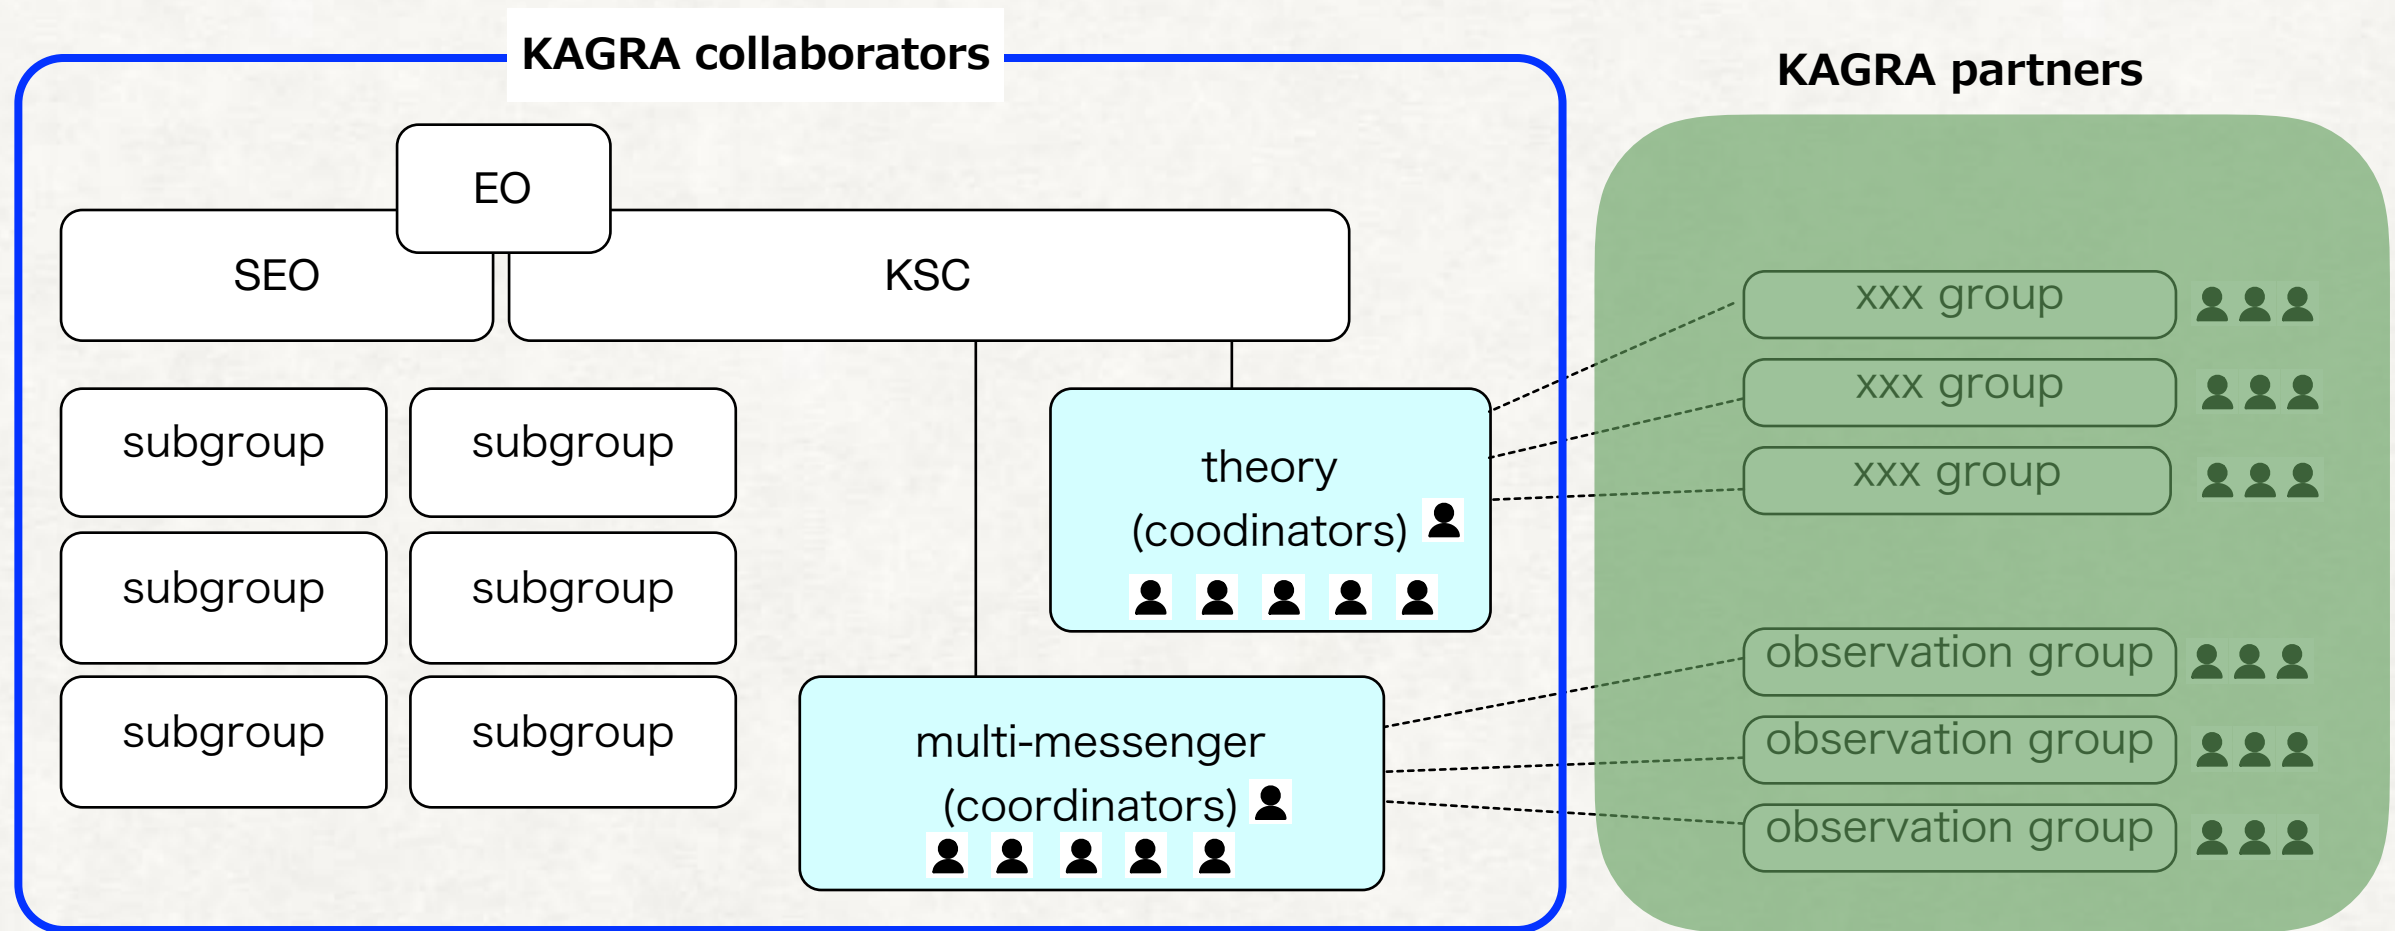 KAGRA collaborators
KAGRA partners
EO
SEO
KSC
subgroup
subgroup
subgroup
subgroup
subgroup
subgroup
theory
(coodinators)
multi-messenger
(coordinators)
xxx group
xxx group
xxx group
observation group
observation group
observation group